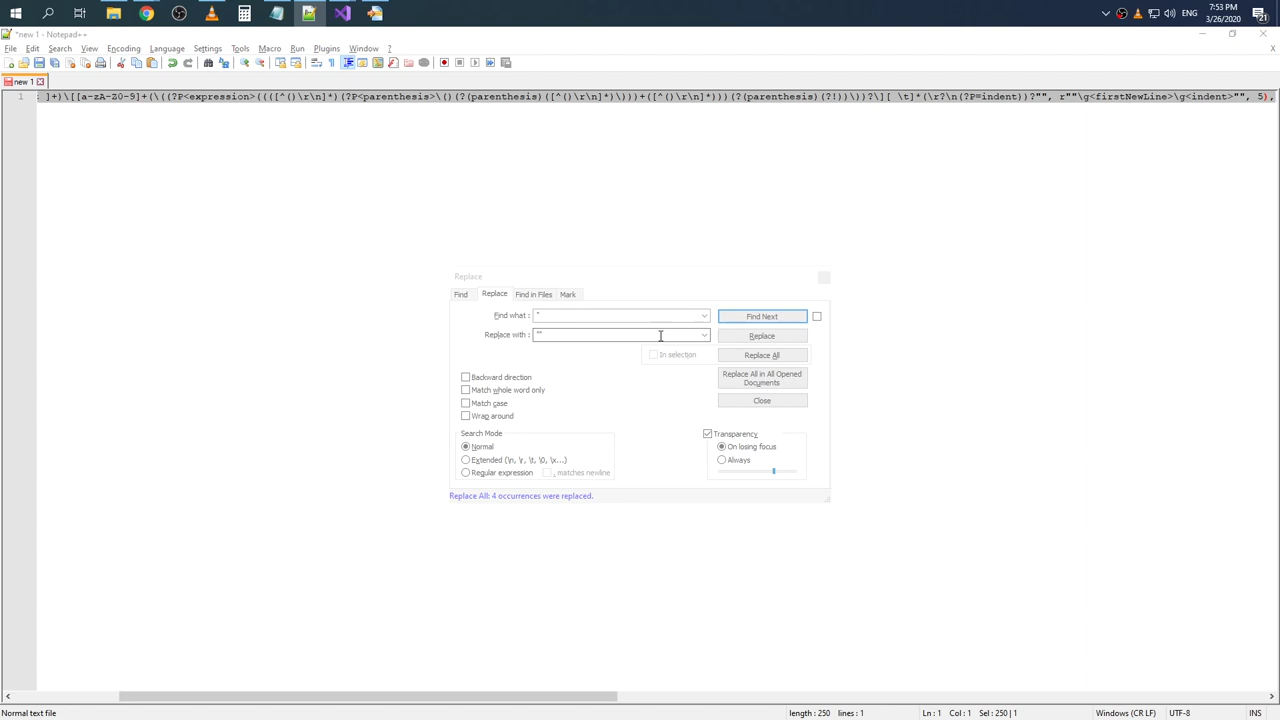 7:53 PM
ENG
3/26/2020
21
*new 1 - Notepad++
File Edit Search View Encoding Language Settings Tools Macro Run Plugins Window ?
X
new 1
1 ]+)\[[a-zA-Z0-9]+(\((?P<expression>((([^()\r\n]*)(?P<parenthesis>\()(?(parenthesis)([^()\r\n]*)\)))+([^()\r\n]*)))(?(parenthesis)(?!))\))?\][ \t]*(\r?\n(?P=indent))?"", r""\g<firstNewLine>\g<indent>"", 5),
Replace
Find Replace Find in Files Mark
Find what : " Find Next
Replace with : "" Replace
In selection Replace All
Replace All in All Opened Documents
Backward direction
Match whole word only
Close
Match case
Wrap around
Search Mode
Transparency
Normal
On losing focus
Extended (\n, \r, \t, \0, \x...)
Always
Regular expression
. matches newline
Replace All: 4 occurrences were replaced.
Normal text file length : 250 lines : 1 Ln : 1 Col : 1 Sel : 250 | 1 Windows (CR LF) UTF-8 INS